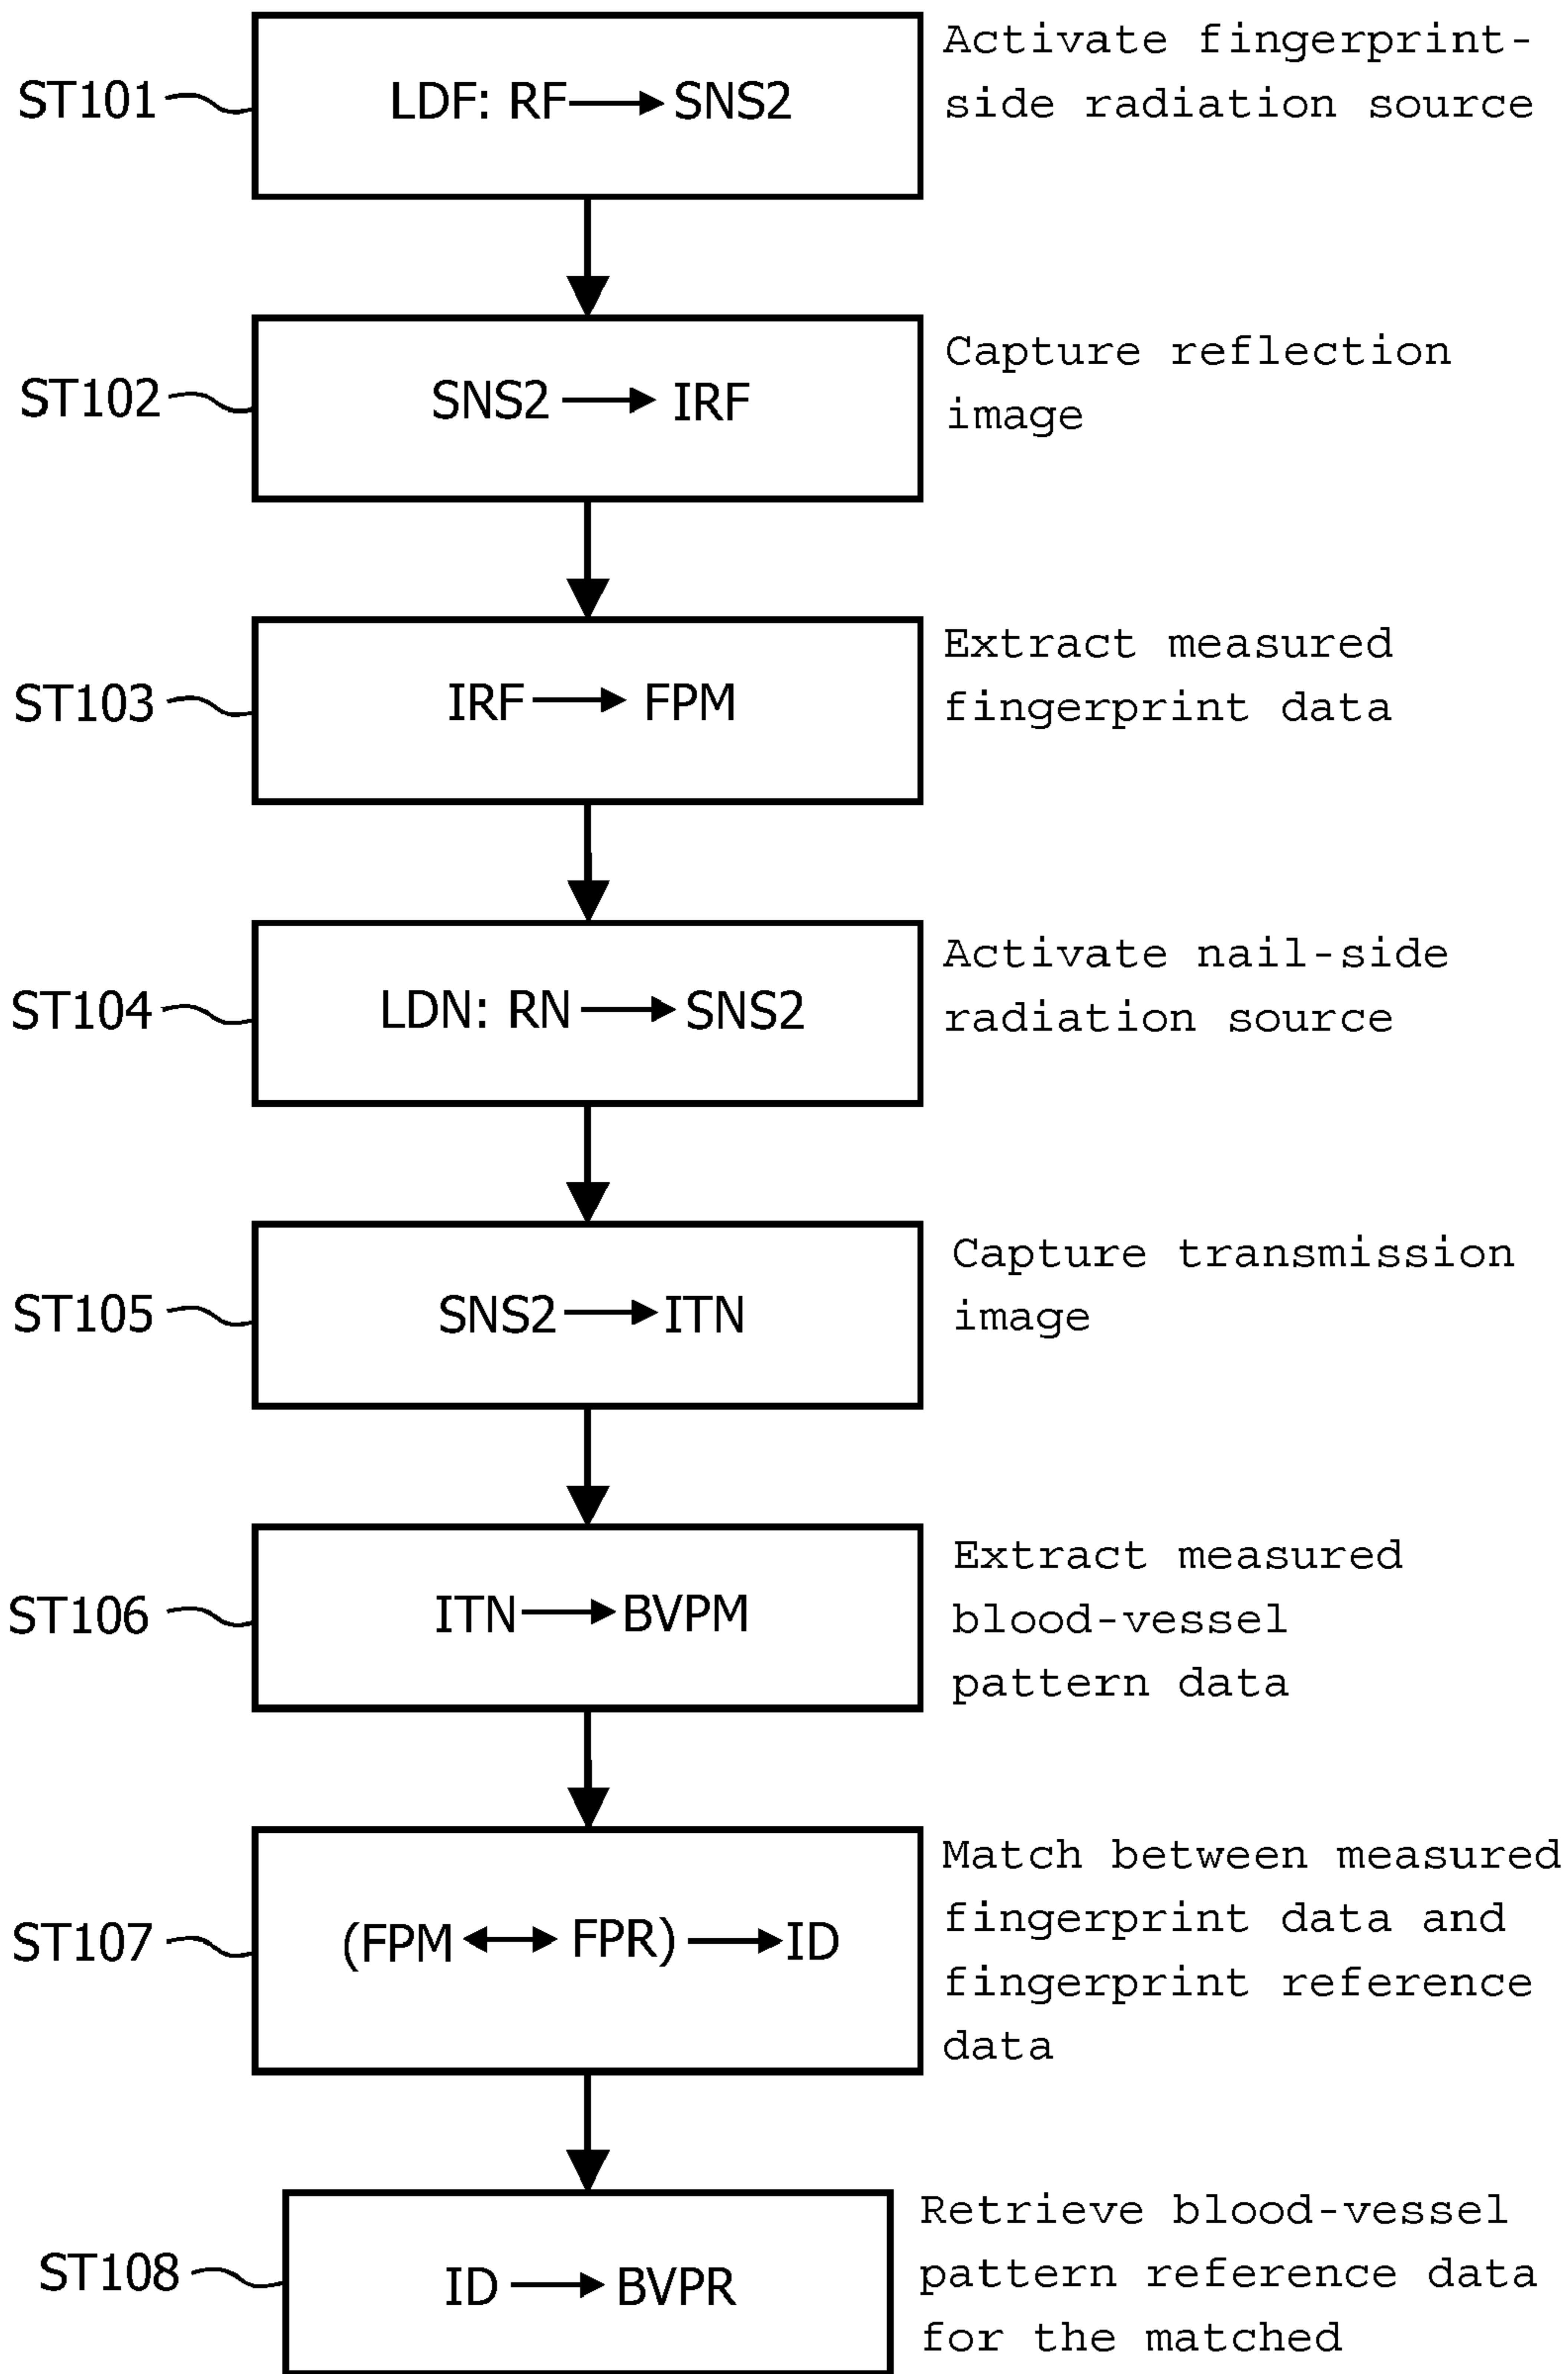 ST101
LDF: RF → SNS2
Activate fingerprint-
side radiation source
ST102
SNS2 → IRF
Capture reflection
image
ST103
IRF → FPM
Extract measured
fingerprint data
ST104
LDN: RN → SNS2
Activate nail-side
radiation source
ST105
SNS2 → ITN
Capture transmission
image
ST106
ITN → BVPM
Extract measured
blood-vessel
pattern data
ST107
(FPM ↔ FPR) → ID
Match between measured
fingerprint data and
fingerprint reference
data
ST108
ID → BVPR
Retrieve blood-vessel
pattern reference data
for the matched